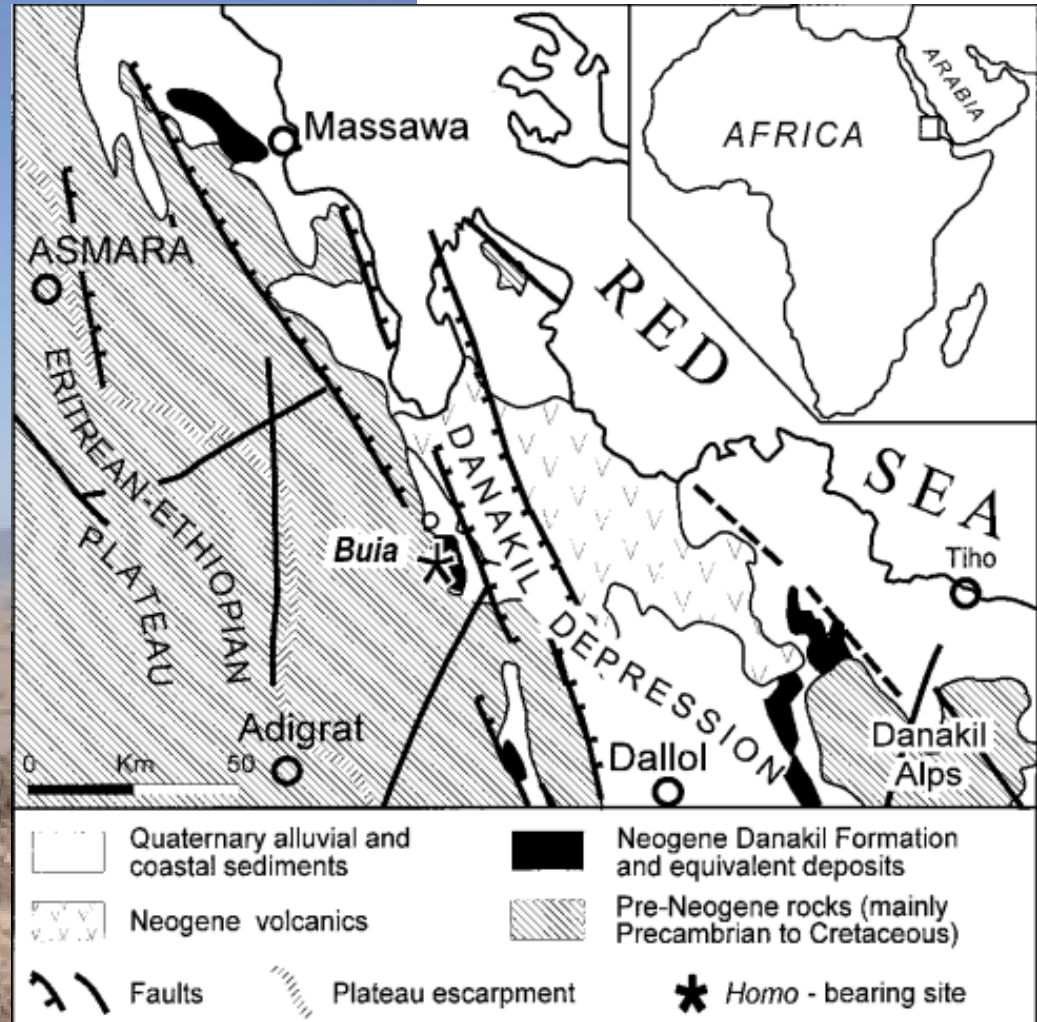 AFRICA
ARABIA
Massawa
ASMARA
RED
SEA
ERITREAN-ETHIOPIAN
PLATEAU
DANAKIL
DEPRESSION
Buia
Tiho
Adigrat
Dallol
Danakil
Alps
0 Km 50
Quaternary alluvial and
coastal sediments
Neogene Danakil Formation
and equivalent deposits
Neogene volcanics
Pre-Neogene rocks (mainly
Precambrian to Cretaceous)
Faults
Plateau escarpment
Homo - bearing site